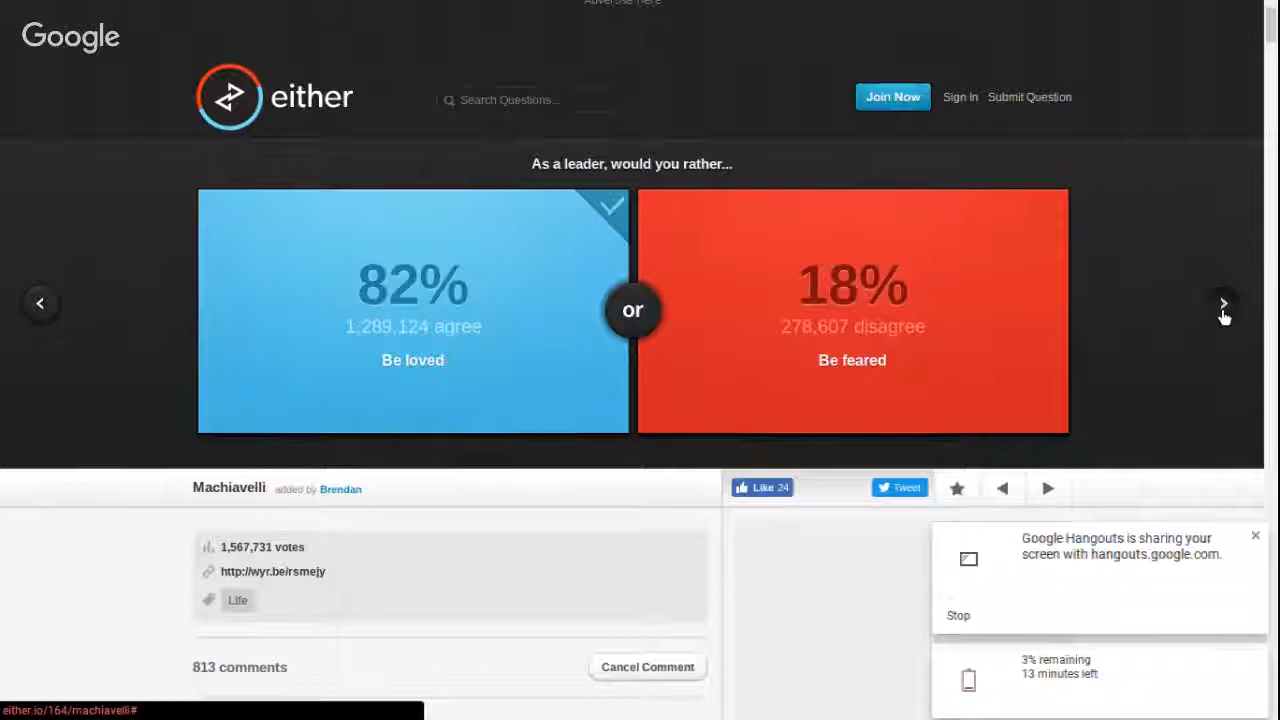 Advertise Here
Google
either
Search Questions...
Join Now
Sign In
Submit Question
As a leader, would you rather...
82%
1,289,124 agree
Be loved
or
18%
278,607 disagree
Be feared
Machiavelli added by Brendan
Like 24
Tweet
1,567,731 votes
http://wyr.be/rsmejy
Life
813 comments
Cancel Comment
Google Hangouts is sharing your
screen with hangouts.google.com.
Stop
3% remaining
13 minutes left
either.io/164/machiavelli#